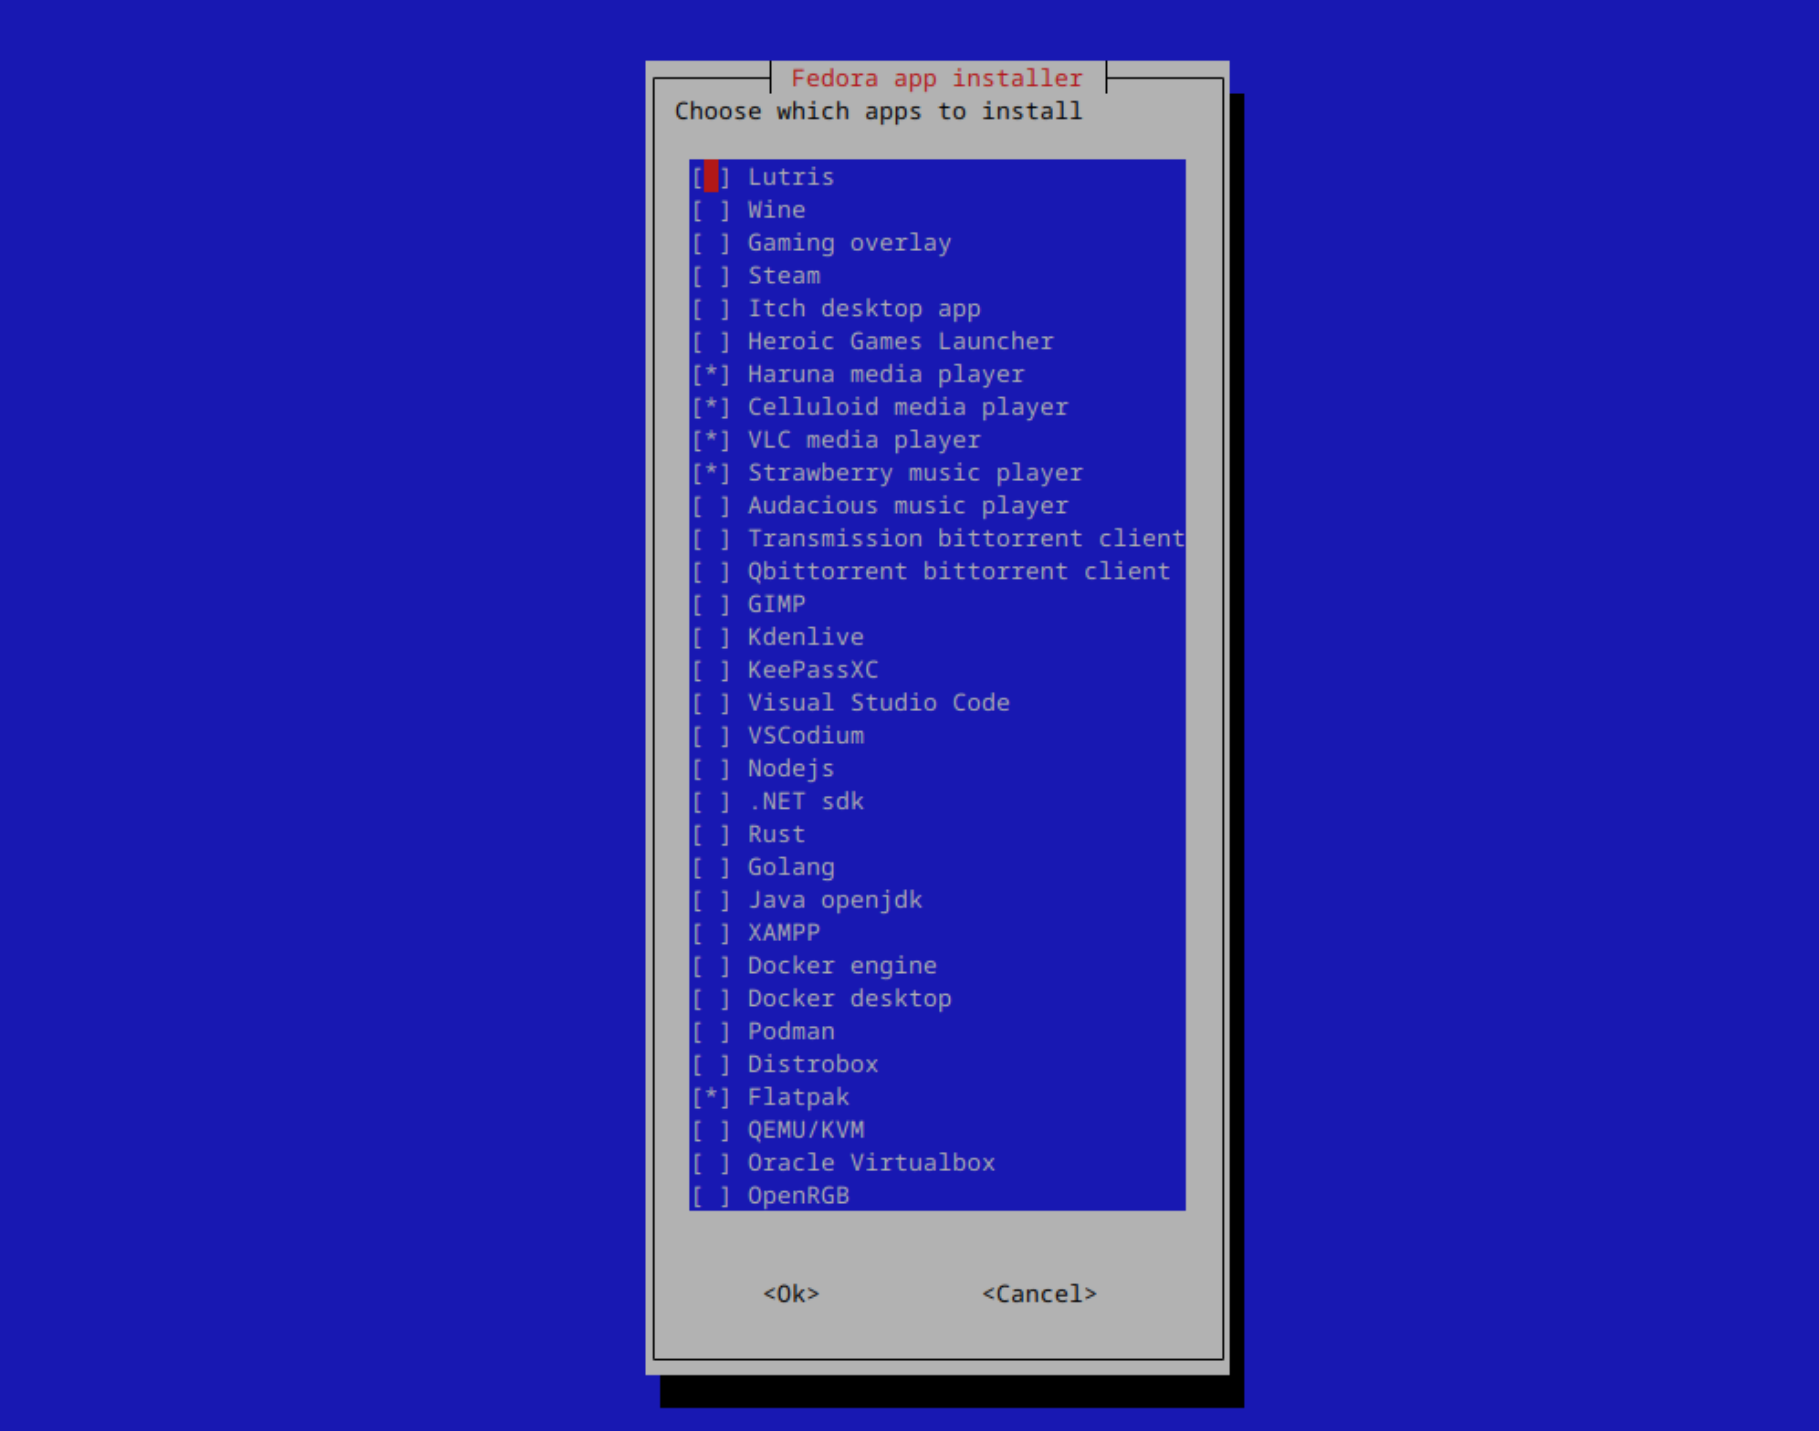 Fedora app installer
Choose which apps to install
[ ] Lutris
[ ] Wine
[ ] Gaming overlay
[ ] Steam
[ ] Itch desktop app
[ ] Heroic Games Launcher
[*] Haruna media player
[*] Celluloid media player
[*] VLC media player
[*] Strawberry music player
[ ] Audacious music player
[ ] Transmission bittorrent client
[ ] Qbittorrent bittorrent client
[ ] GIMP
[ ] Kdenlive
[ ] KeePassXC
[ ] Visual Studio Code
[ ] VSCodium
[ ] Nodejs
[ ] .NET sdk
[ ] Rust
[ ] Golang
[ ] Java openjdk
[ ] XAMPP
[ ] Docker engine
[ ] Docker desktop
[ ] Podman
[ ] Distrobox
[*] Flatpak
[ ] QEMU/KVM
[ ] Oracle Virtualbox
[ ] OpenRGB
<Ok> <Cancel>